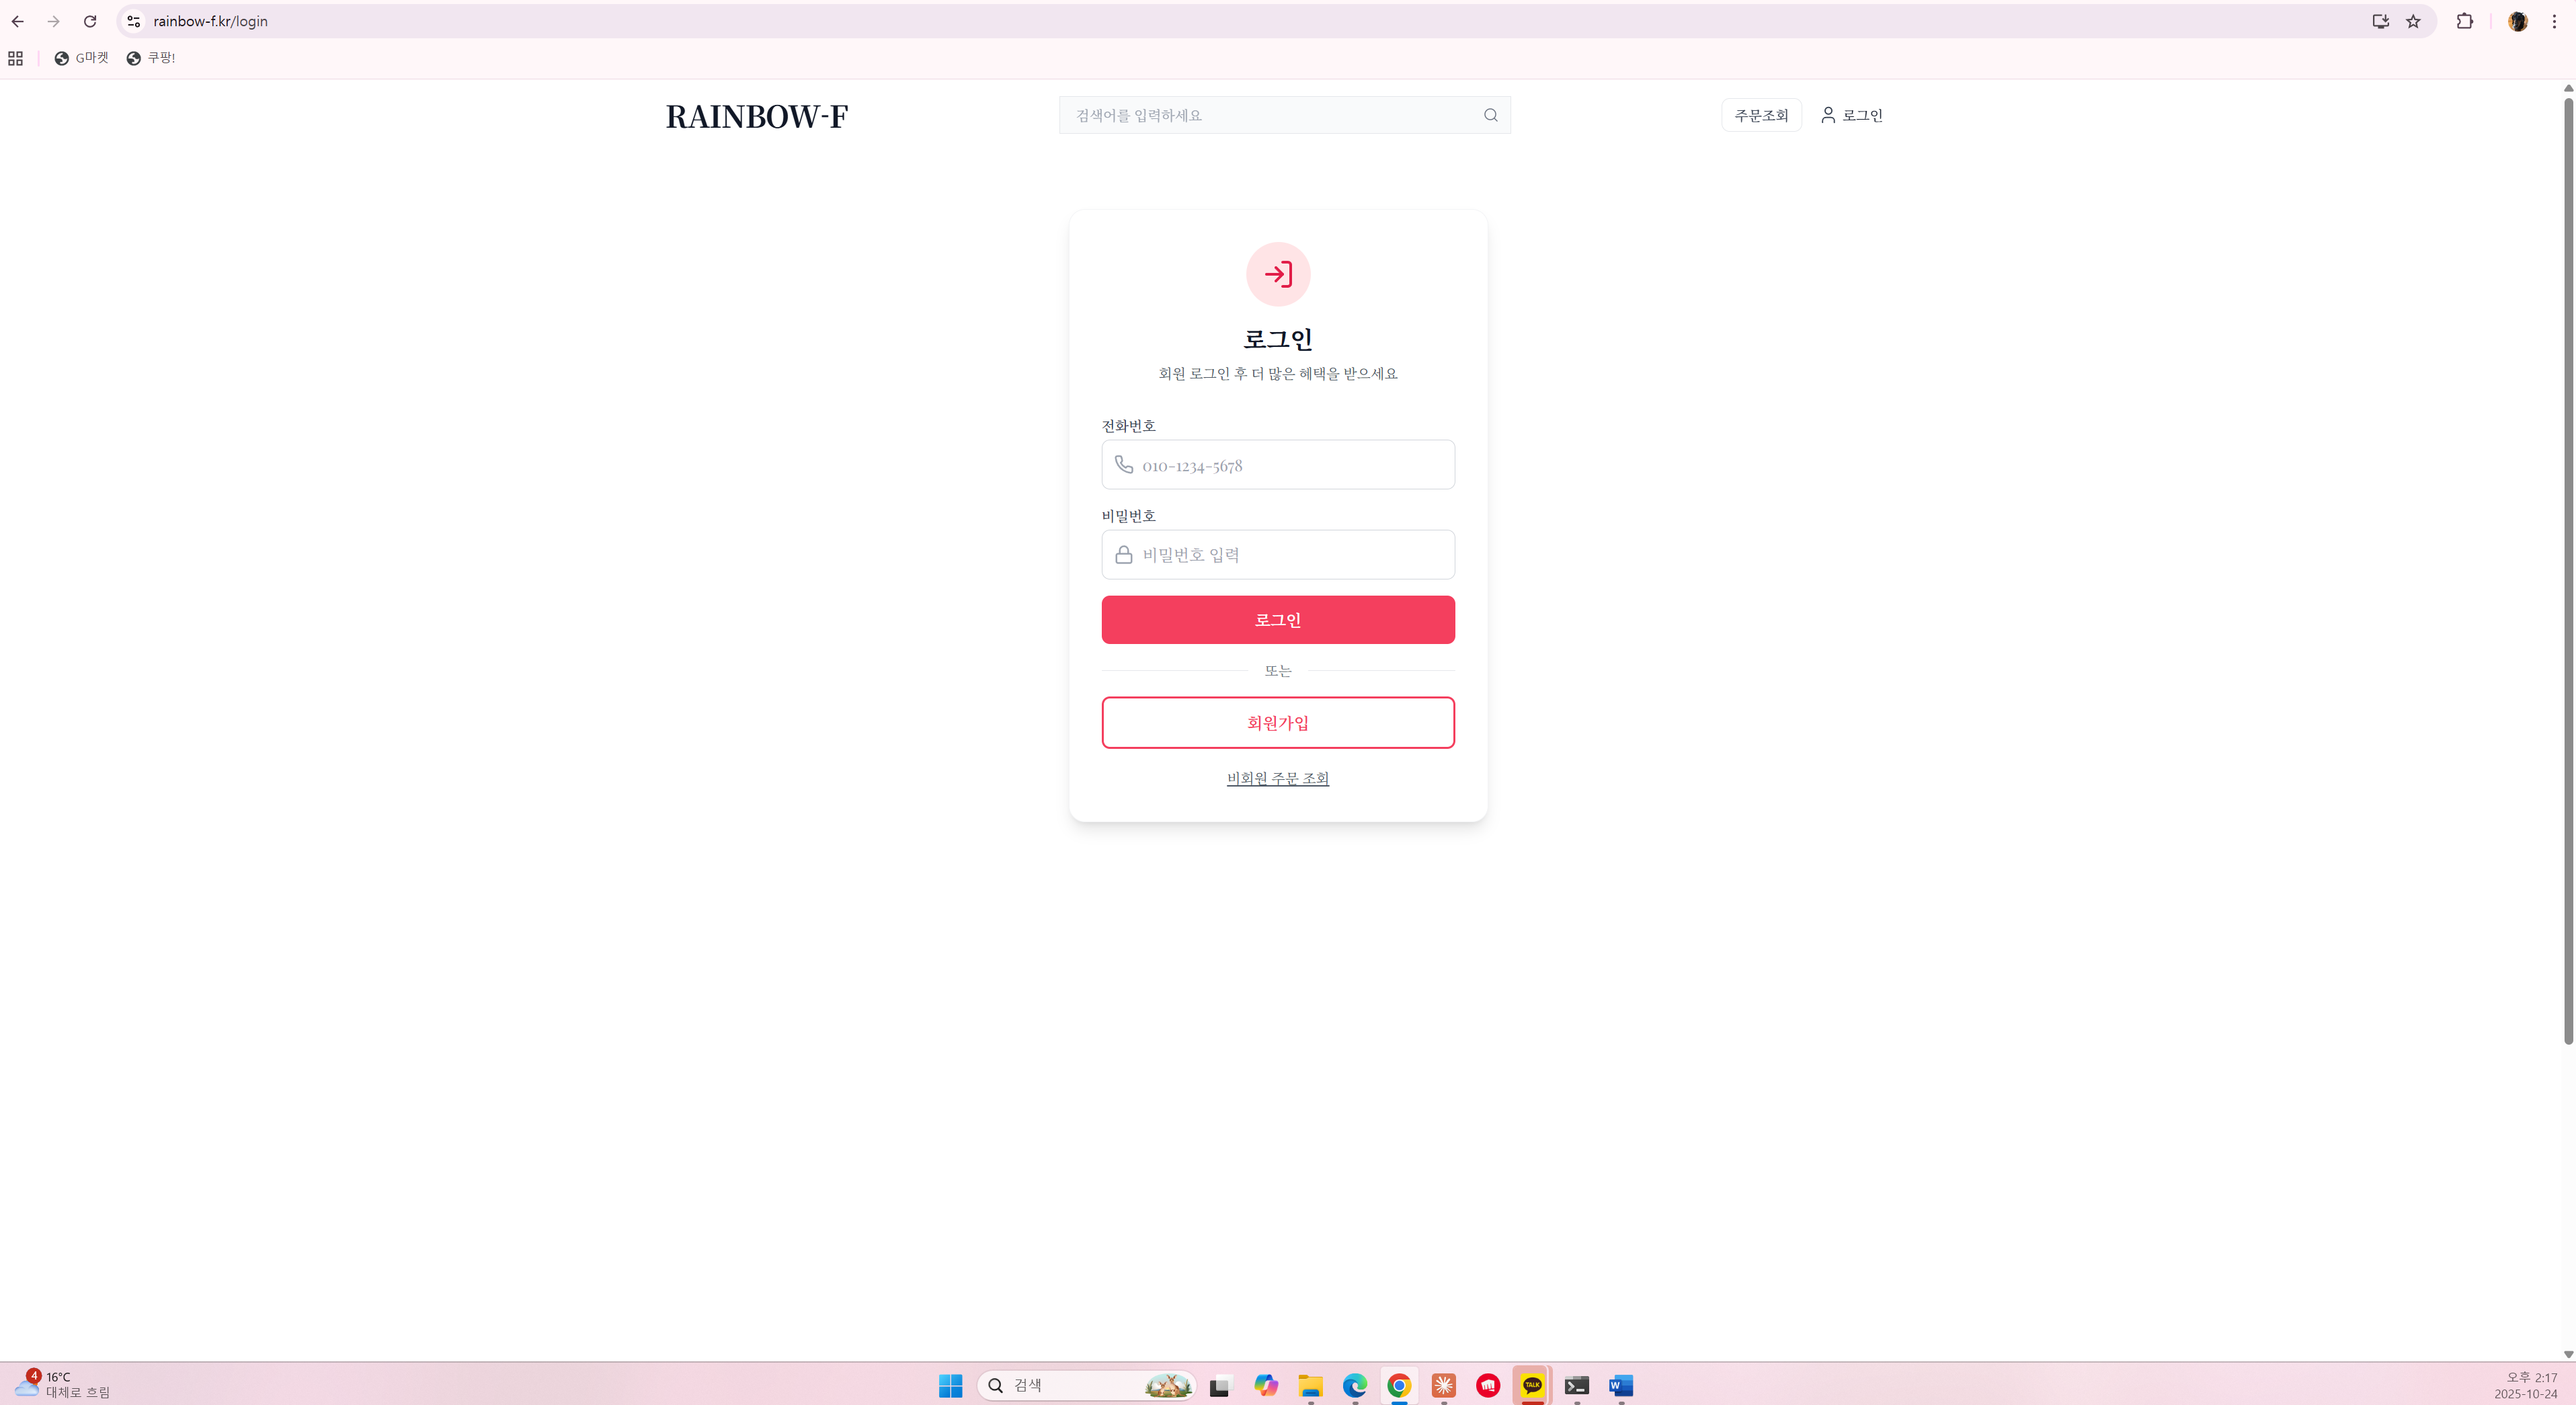 rainbow-f.kr/login
G마켓
쿠팡!
RAINBOW-F
검색어를 입력하세요
주문조회
로그인
로그인
회원 로그인 후 더 많은 혜택을 받으세요
전화번호
010-1234-5678
비밀번호
비밀번호 입력
로그인
또는
회원가입
비회원 주문 조회
4
16°C
대체로 흐림
검색
TALK
W
오후 2:17
2025-10-24